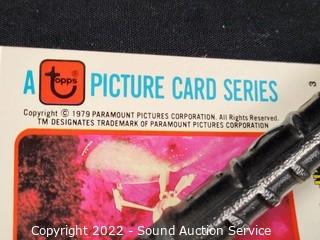 A topps PICTURE CARD SERIES
Copyright © 1979 PARAMOUNT PICTURES CORPORATION. All Rights Reserved.
TM DESIGNATES TRADEMARK OF PARAMOUNT PICTURES CORPORATION
3
Copyright 2022 - Sound Auction Service